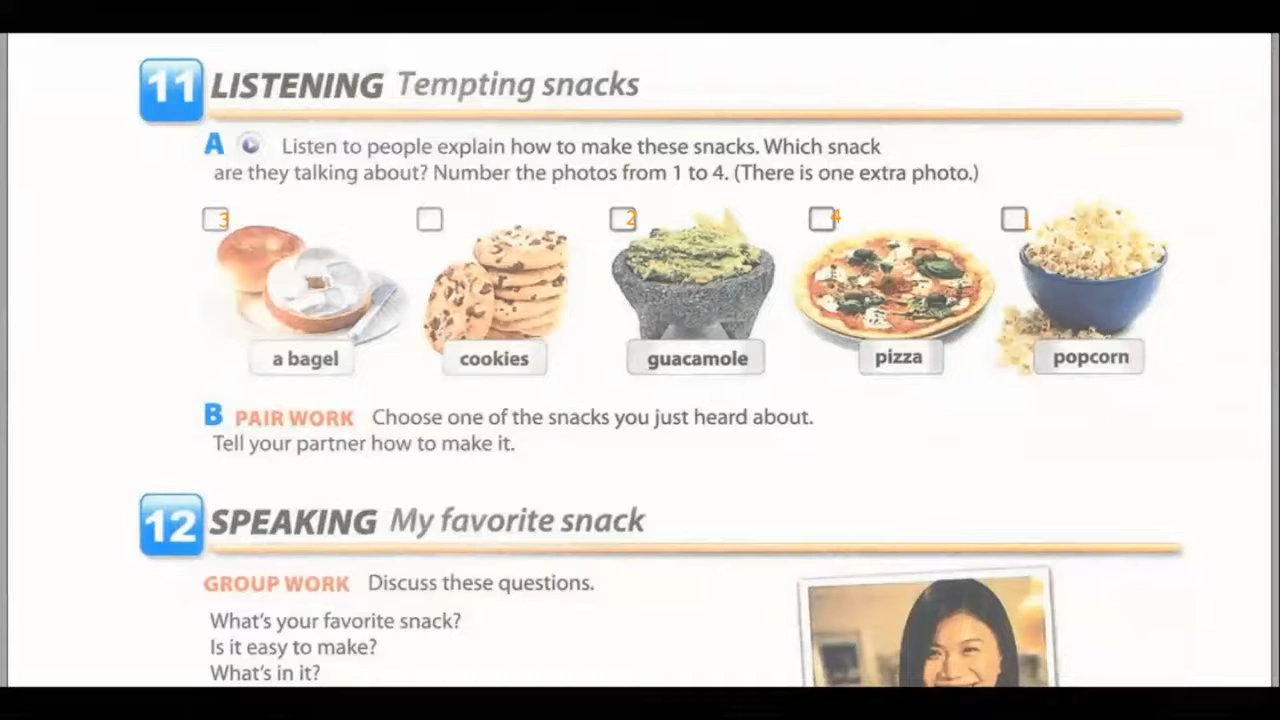 11 LISTENING Tempting snacks
A Listen to people explain how to make these snacks. Which snack
are they talking about? Number the photos from 1 to 4. (There is one extra photo.)
3 2 4 1
a bagel cookies guacamole pizza popcorn
B PAIR WORK Choose one of the snacks you just heard about.
Tell your partner how to make it.
12 SPEAKING My favorite snack
GROUP WORK Discuss these questions.
What's your favorite snack?
Is it easy to make?
What's in it?